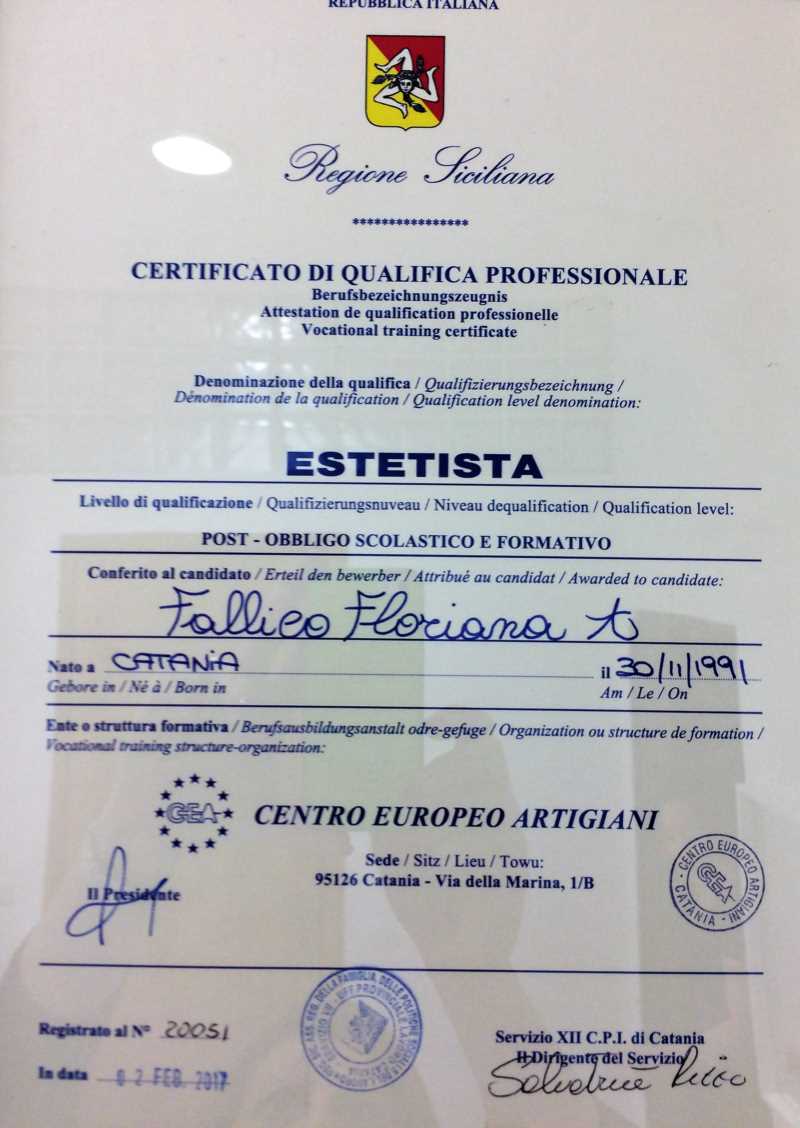 REPUBBLICA ITALIANA
Regione Siciliana
****************
CERTIFICATO DI QUALIFICA PROFESSIONALE
Berufsbezeichnungszeugnis
Attestation de qualification professionelle
Vocational training certificate
Denominazione della qualifica / Qualifizierungsbezeichnung /
Dénomination de la qualification / Qualification level denomination:
ESTETISTA
Livello di qualificazione / Qualifizierungsnuveau / Niveau dequalification / Qualification level:
POST - OBBLIGO SCOLASTICO E FORMATIVO
Conferito al candidato / Erteil den bewerber / Attribué au candidat / Awarded to candidate:
Fallico Floriana
Nato a CATANIA il 30/11/1991
Gebore in / Né à / Born in Am / Le / On
Ente o struttura formativa / Berufsausbildungsanstalt odre-gefuge / Organization ou structure de formation /
Vocational training structure-organization:
CEA CENTRO EUROPEO ARTIGIANI
Sede / Sitz / Lieu / Towu:
95126 Catania - Via della Marina, 1/B
CENTRO EUROPEO ARTIGIANI
CEA
CATANIA
Il Presidente
Registrato al N° 20051
Servizio XII C.P.I. di Catania
Il Dirigente del Servizio
In data 02 FEB. 2017